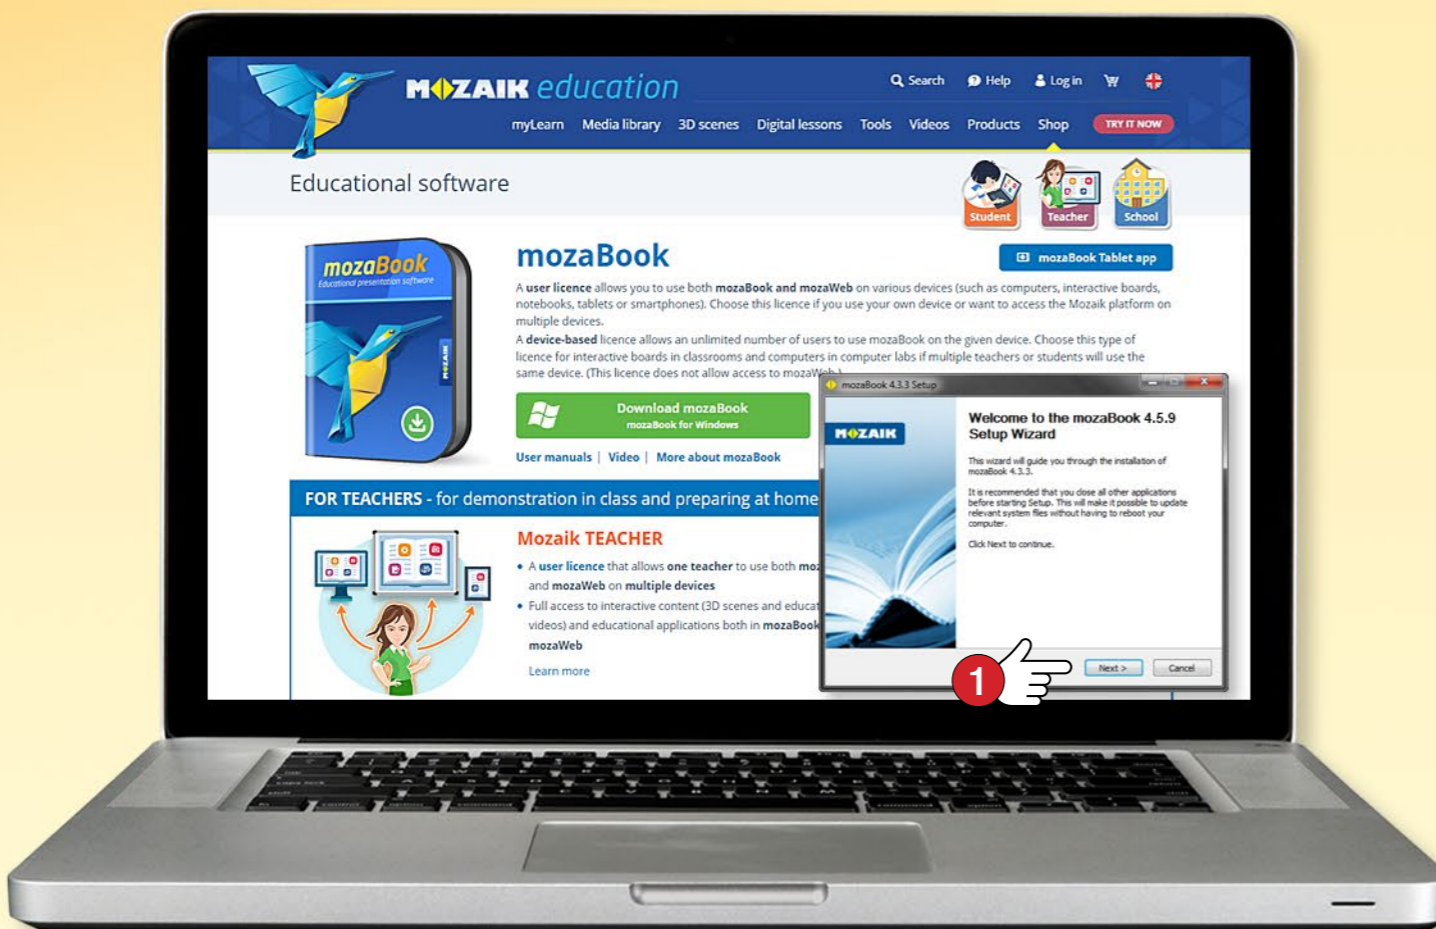 MOZAIK education
Search Help Log in
myLearn Media library 3D scenes Digital lessons Tools Videos Products Shop TRY IT NOW
Educational software
Student Teacher School
mozaBook
Educational presentation software
MOZAIK
mozaBook
mozaBook Tablet app
A user licence allows you to use both mozaBook and mozaWeb on various devices (such as computers, interactive boards,
notebooks, tablets or smartphones). Choose this licence if you use your own device or want to access the Mozaik platform on
multiple devices.
A device-based licence allows an unlimited number of users to use mozaBook on the given device. Choose this type of
licence for interactive boards in classrooms and computers in computer labs if multiple teachers or students will use the
same device. (This licence does not allow access to mozaWeb.)
Download mozaBook
mozaBook for Windows
User manuals | Video | More about mozaBook
FOR TEACHERS - for demonstration in class and preparing at home
Mozaik TEACHER
• A user licence that allows one teacher to use both
and mozaWeb on multiple devices
• Full access to interactive content (3D scenes and
videos) and educational applications both in mozaBook
mozaWeb
Learn more
mozaBook 4.3.3 Setup
MOZAIK
Welcome to the mozaBook 4.5.9
Setup Wizard
This wizard will guide you through the installation of
mozaBook 4.3.3.
It is recommended that you close all other applications
before starting Setup. This will make it possible to update
relevant system files without having to reboot your
computer.
Click Next to continue.
1
Next > Cancel